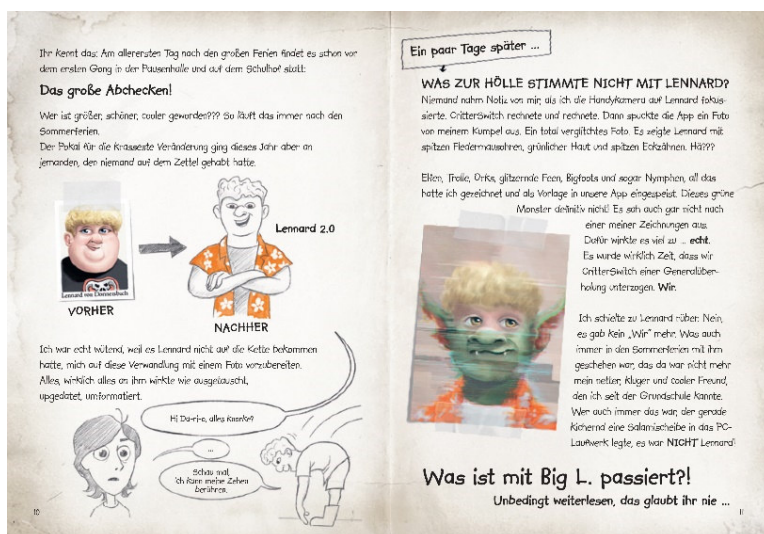 Ihr kennt das: Am allerersten Tag nach den großen Ferien findet es schon vor
dem ersten Gong in der Pausenhalle und auf dem Schulhof statt:
Das große Abchecken!
Wer ist größer, schöner, cooler geworden??? So läuft das immer nach den
Sommerferien.
Der Pokal für die krasseste Veränderung ging dieses Jahr aber an
jemanden, den niemand auf dem Zettel gehabt hatte.
Lennard von Dornenbusch
VORHER
Lennard 2.0
NACHHER
Ich war echt wütend, weil es Lennard nicht auf die Kette bekommen
hatte, mich auf diese Verwandlung mit einem Foto vorzubereiten.
Alles, wirklich alles an ihm wirkte wie ausgetauscht,
upgedatet, umformatiert.
Hi Da-ri-o, alles knorke?
...
Schau mal,
ich kann meine Zehen
berühren.
10
Ein paar Tage später ...
WAS ZUR HÖLLE STIMMTE NICHT MIT LENNARD?
Niemand nahm Notiz von mir, als ich die Handykamera auf Lennard fokus-
sierte. CritterSwitch rechnete und rechnete. Dann spuckte die App ein Foto
von meinem Kumpel aus. Ein total verglitchtes Foto. Es zeigte Lennard mit
spitzen Fledermausohren, grünlicher Haut und spitzen Eckzähnen. Hä???
Elfen, Trolle, Orks, glitzernde Feen, Bigfoots und sogar Nymphen, all das
hatte ich gezeichnet und als Vorlage in unsere App eingespeist. Dieses grüne
Monster definitiv nicht! Es sah auch gar nicht nach
einer meiner Zeichnungen aus.
Dafür wirkte es viel zu ... echt.
Es wurde wirklich Zeit, dass wir
CritterSwitch einer Generalüber-
holung unterzogen. Wir.
Ich schielte zu Lennard rüber. Nein,
es gab kein „Wir“ mehr. Was auch
immer in den Sommerferien mit ihm
geschehen war, das da war nicht mehr
mein netter, kluger und cooler Freund,
den ich seit der Grundschule kannte.
Wer auch immer das war, der gerade
kichernd eine Salamischeibe in das PC-
Laufwerk legte, es war NICHT Lennard!
Was ist mit Big L. passiert?!
Unbedingt weiterlesen, das glaubt ihr nie ...
11